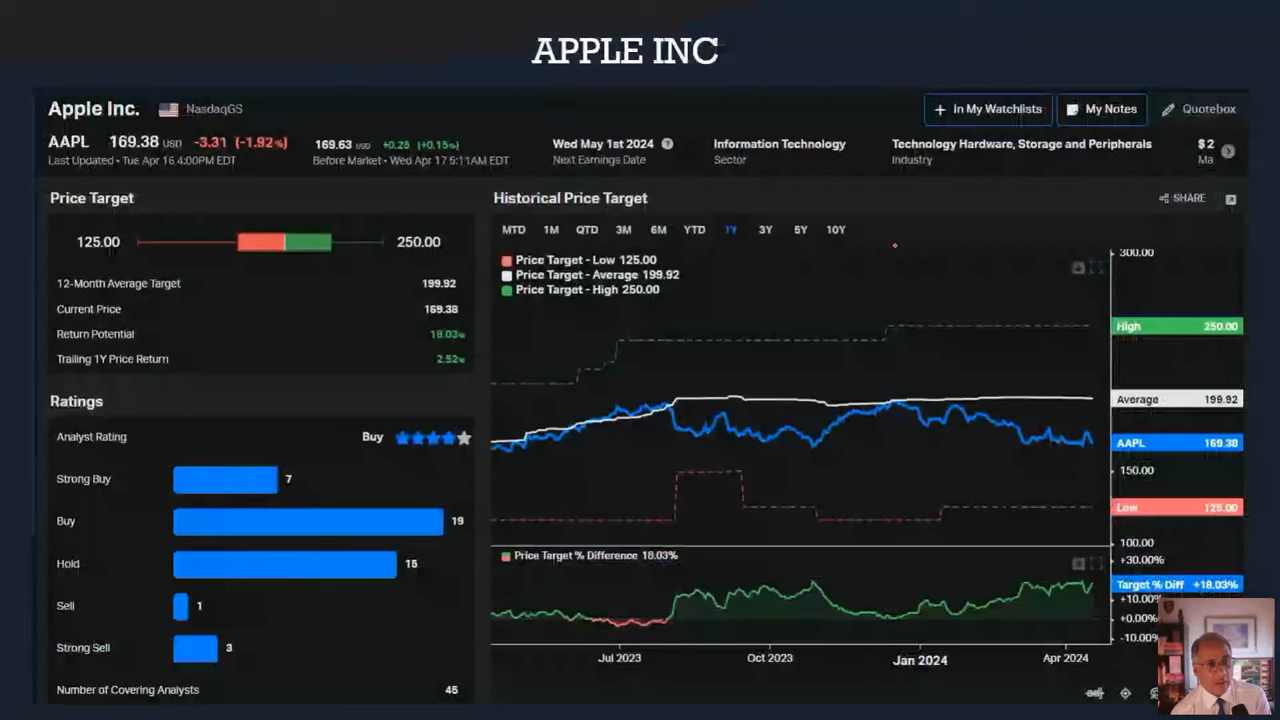 APPLE INC
Apple Inc. NasdaqGS
+ In My Watchlists My Notes Quotebox
AAPL 169.38 USD -3.31 (-1.92%)
Last Updated • Tue Apr 16 4:00PM EDT
169.63 USD +0.25 (+0.15%)
Before Market • Wed Apr 17 5:11AM EDT
Wed May 1st 2024 ?
Next Earnings Date
Information Technology
Sector
Technology Hardware, Storage and Peripherals
Industry
$ 2
Ma
Price Target
125.00 250.00
12-Month Average Target 199.92
Current Price 169.38
Return Potential 18.03%
Trailing 1Y Price Return 2.52%
Ratings
Analyst Rating Buy
Strong Buy 7
Buy 19
Hold 15
Sell 1
Strong Sell 3
Number of Covering Analysts 45
Historical Price Target
SHARE
MTD 1M QTD 3M 6M YTD 1Y 3Y 5Y 10Y
Price Target - Low 125.00
Price Target - Average 199.92
Price Target - High 250.00
300.00
High 250.00
Average 199.92
AAPL 169.38
150.00
Low 125.00
100.00
Price Target % Difference 18.03%
+30.00%
Target % Diff +18.03%
+10.00%
+0.00%
-10.00%
Jul 2023 Oct 2023 Jan 2024 Apr 2024